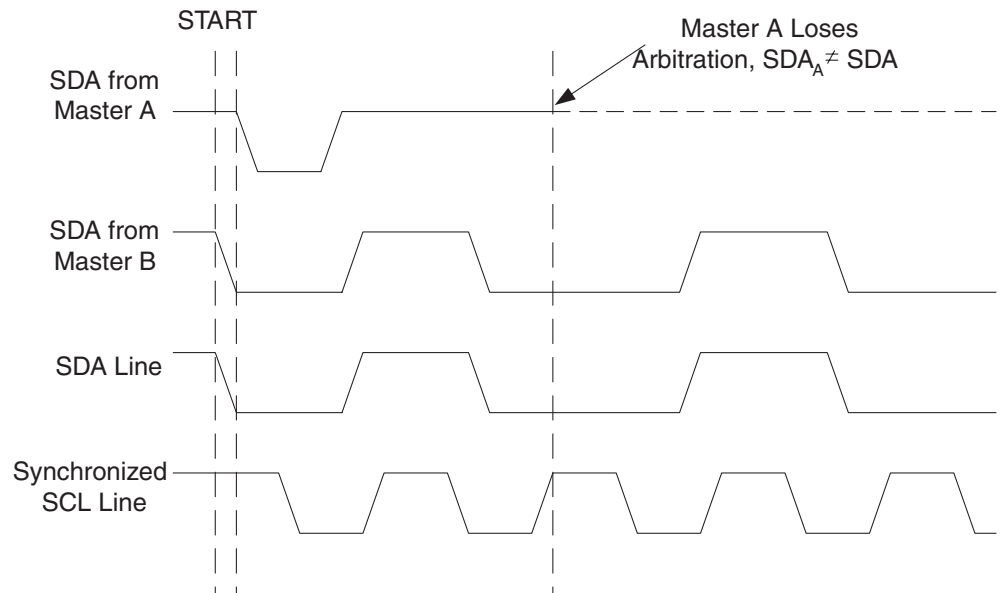 START
Master A Loses
Arbitration, SDA_A ≠ SDA
SDA from
Master A
SDA from
Master B
SDA Line
Synchronized
SCL Line